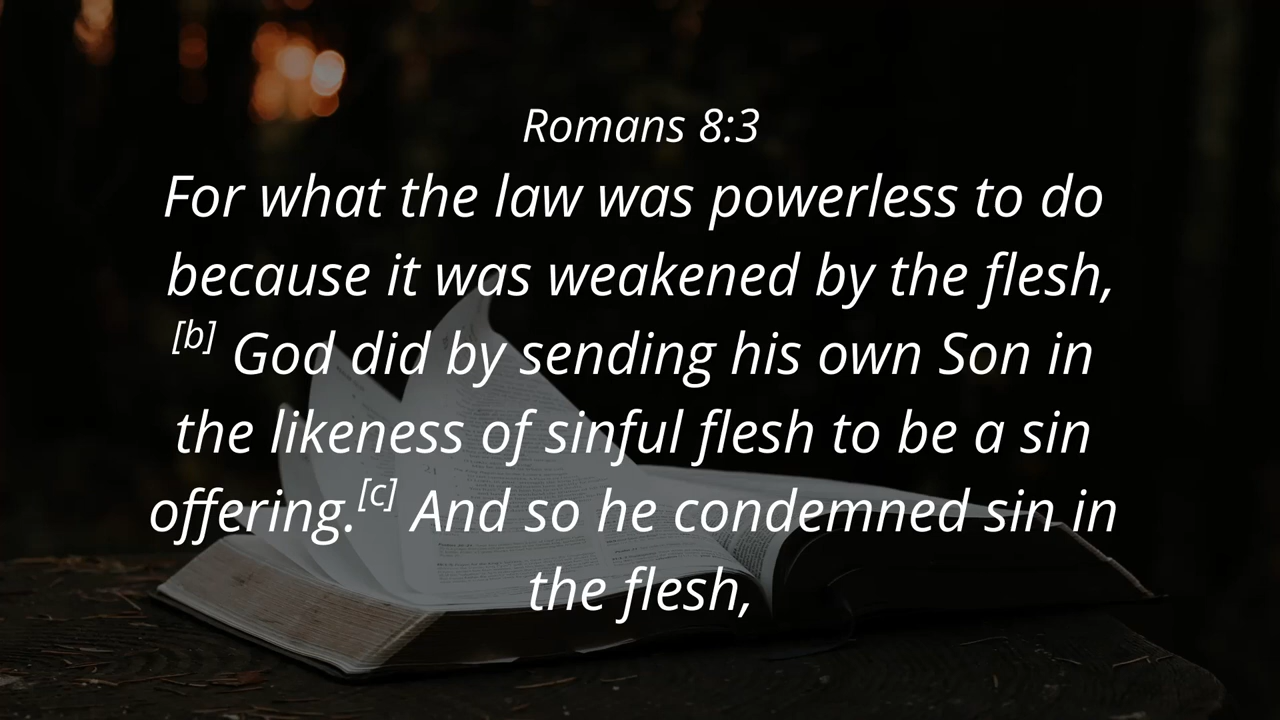 Romans 8:3
For what the law was powerless to do
because it was weakened by the flesh,
[b] God did by sending his own Son in
the likeness of sinful flesh to be a sin
offering.[c] And so he condemned sin in
the flesh,